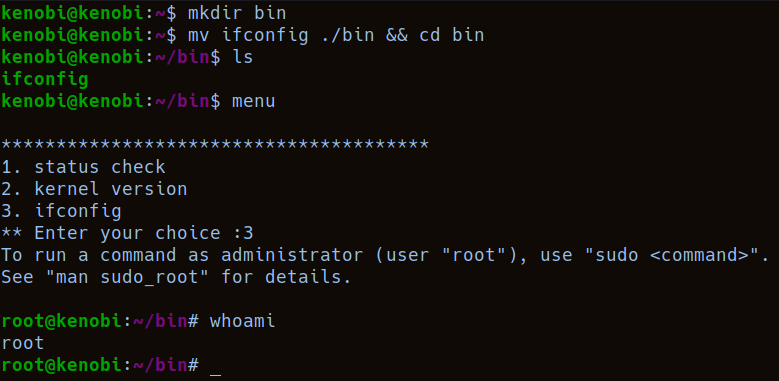 kenobi@kenobi:~$ mkdir bin
kenobi@kenobi:~$ mv ifconfig ./bin && cd bin
kenobi@kenobi:~/bin$ ls
ifconfig
kenobi@kenobi:~/bin$ menu
***************************************
1. status check
2. kernel version
3. ifconfig
** Enter your choice :3
To run a command as administrator (user "root"), use "sudo <command>".
See "man sudo_root" for details.
root@kenobi:~/bin# whoami
root
root@kenobi:~/bin# _